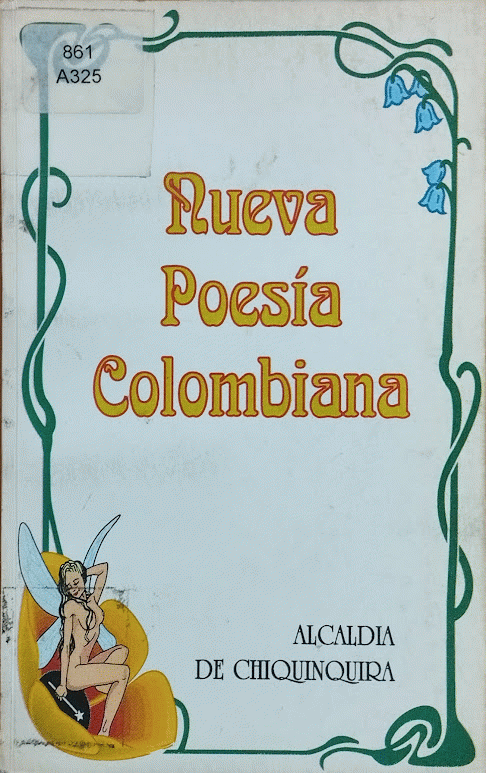 861
A325
Nueva
Poesía
Colombiana
ALCALDIA
DE CHIQUINQUIRA